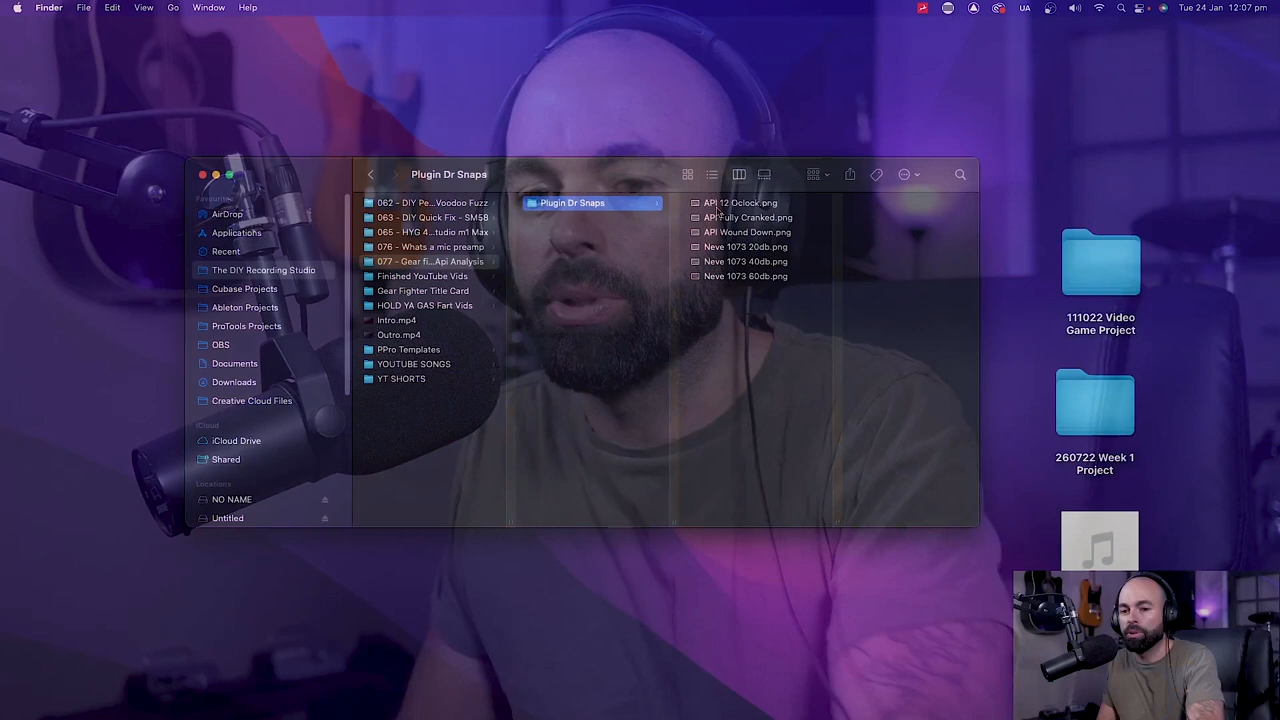 Finder File Edit View Go Window Help
UA Tue 24 Jan 12:07 pm
Plugin Dr Snaps
Favourites
AirDrop
Applications
Recent
The DIY Recording Studio
Cubase Projects
Ableton Projects
ProTools Projects
OBS
Documents
Downloads
Creative Cloud Files
iCloud
iCloud Drive
Shared
Locations
NO NAME
Untitled
062 - DIY Pe...Voodoo Fuzz
063 - DIY Quick Fix - SM58
065 - HYG 4...tudio m1 Max
076 - Whats a mic preamp
077 - Gear fi...Api Analysis
Finished YouTube Vids
Gear Fighter Title Card
HOLD YA GAS Fart Vids
Intro.mp4
Outro.mp4
PPro Templates
YOUTUBE SONGS
YT SHORTS
Plugin Dr Snaps
API 12 Oclock.png
API Fully Cranked.png
API Wound Down.png
Neve 1073 20db.png
Neve 1073 40db.png
Neve 1073 60db.png
111022 Video
Game Project
260722 Week 1
Project